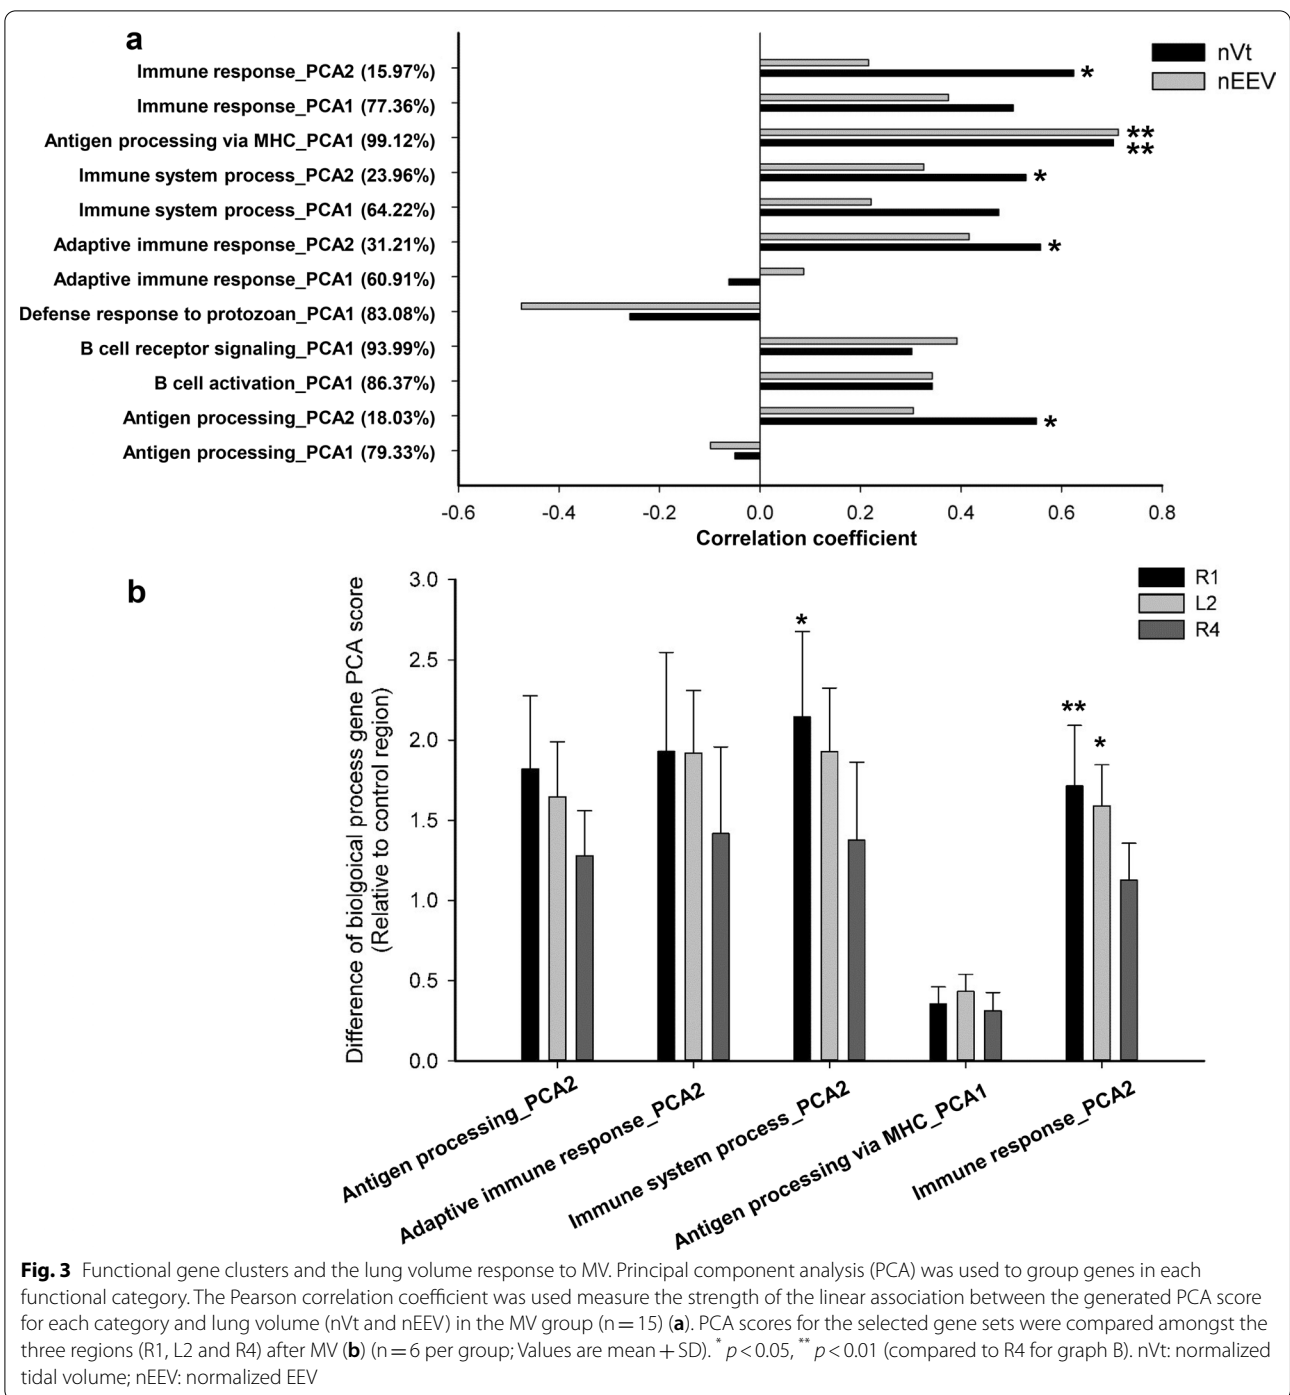 a
nVt
nEEV
Immune response_PCA2 (15.97%)
*
Immune response_PCA1 (77.36%)
Antigen processing via MHC_PCA1 (99.12%)
**
**
Immune system process_PCA2 (23.96%)
*
Immune system process_PCA1 (64.22%)
Adaptive immune response_PCA2 (31.21%)
*
Adaptive immune response_PCA1 (60.91%)
Defense response to protozoan_PCA1 (83.08%)
B cell receptor signaling_PCA1 (93.99%)
B cell activation_PCA1 (86.37%)
Antigen processing_PCA2 (18.03%)
*
Antigen processing_PCA1 (79.33%)
-0.6 -0.4 -0.2 0.0 0.2 0.4 0.6 0.8
Correlation coefficient
b
Difference of biolgoical process gene PCA score
(Relative to control region)
3.0
2.5
2.0
1.5
1.0
0.5
0.0
R1
L2
R4
*
**
*
Antigen processing_PCA2
Adaptive immune response_PCA2
Immune system process_PCA2
Antigen processing via MHC_PCA1
Immune response_PCA2
Fig. 3 Functional gene clusters and the lung volume response to MV. Principal component analysis (PCA) was used to group genes in each
functional category. The Pearson correlation coefficient was used measure the strength of the linear association between the generated PCA score
for each category and lung volume (nVt and nEEV) in the MV group (n = 15) (a). PCA scores for the selected gene sets were compared amongst the
three regions (R1, L2 and R4) after MV (b) (n = 6 per group; Values are mean + SD). * p < 0.05, ** p < 0.01 (compared to R4 for graph B). nVt: normalized
tidal volume; nEEV: normalized EEV